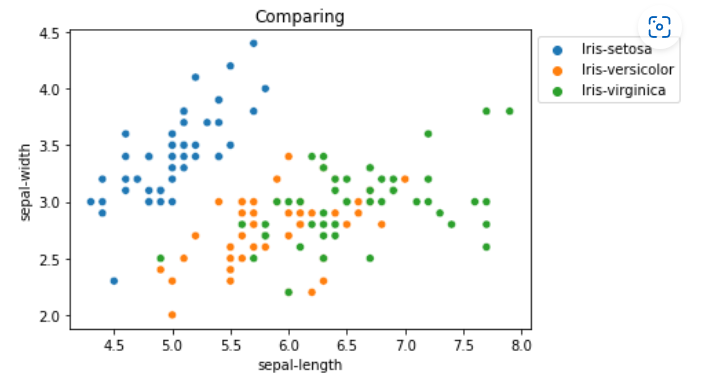 Comparing
4.5
4.0
3.5
3.0
2.5
2.0
sepal-width
4.5 5.0 5.5 6.0 6.5 7.0 7.5 8.0
sepal-length
Iris-setosa
Iris-versicolor
Iris-virginica